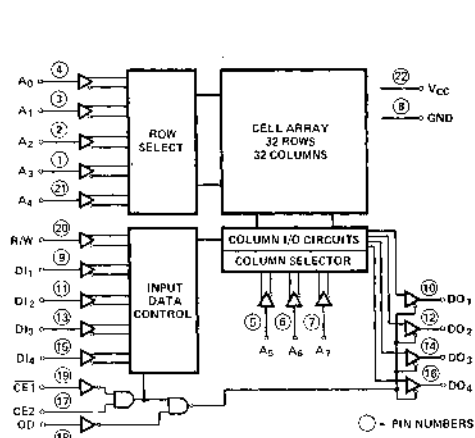 ④
A₀
③
A₁
②
A₂
①
A₃
㉑
A₄
ROW
SELECT
CELL ARRAY
32 ROWS
32 COLUMNS
㉒
VCC
⑧
GND
⑳
R/W
⑨
DI₁
⑪
DI₂
⑬
DI₃
⑮
DI₄
INPUT
DATA
CONTROL
COLUMN I/O CIRCUITS
COLUMN SELECTOR
⑤
⑥
⑦
A₅
A₆
A₇
⑩
DO₁
⑫
DO₂
⑭
DO₃
⑯
DO₄
⑲
CE1
⑰
CE2
OD
⑱
◯ - PIN NUMBERS